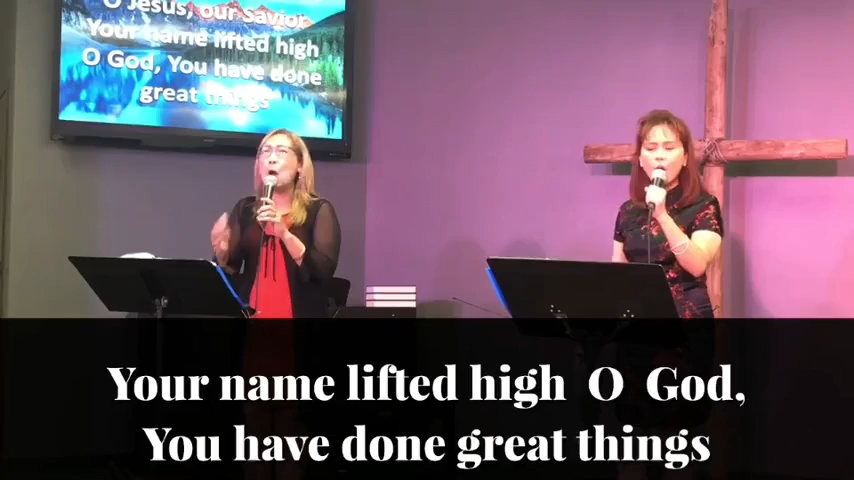 O Jesus, our Savior
Your name lifted high
O God, You have done
great things
Your name lifted high O God,
You have done great things